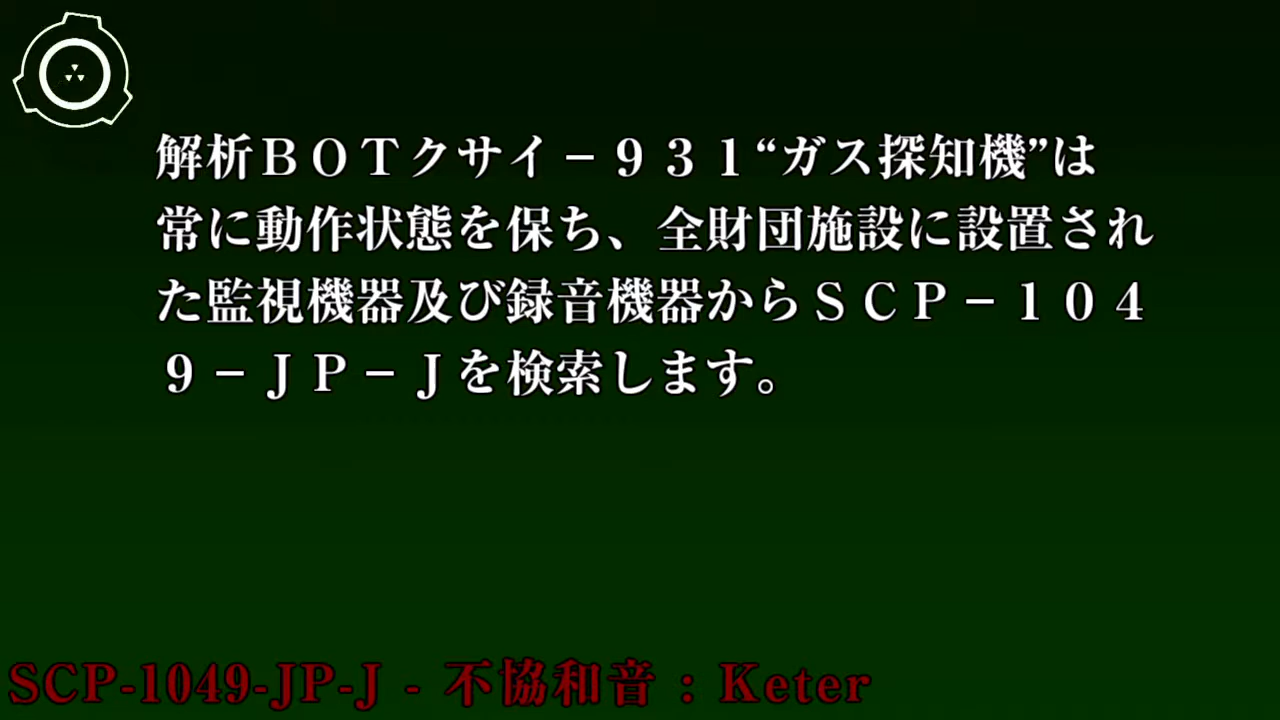 解析ＢＯＴクサイ－９３１“ガス探知機”は
常に動作状態を保ち、全財団施設に設置され
た監視機器及び録音機器からＳＣＰ－１０４
９－ＪＰ－Ｊを検索します。
SCP-1049-JP-J - 不協和音 : Keter